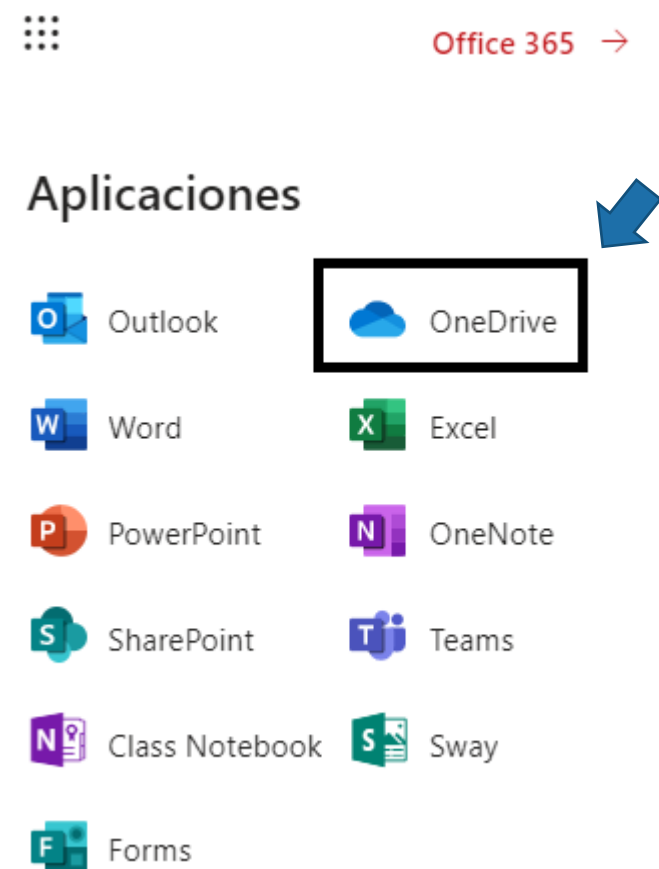 Office 365 →
Aplicaciones
Outlook OneDrive
Word Excel
PowerPoint OneNote
SharePoint Teams
Class Notebook Sway
Forms